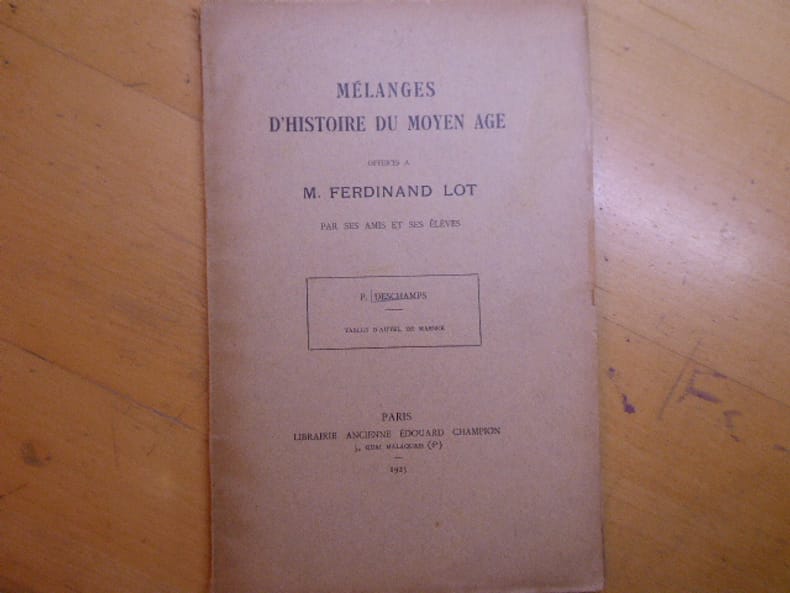 MÉLANGES
D'HISTOIRE DU MOYEN AGE
OFFERTS A
M. FERDINAND LOT
PAR SES AMIS ET SES ÉLÈVES
P. DESCHAMPS
TABLES D'AUTEL DE MARBRE
PARIS
LIBRAIRIE ANCIENNE ÉDOUARD CHAMPION
5, QUAI MALAQUAIS (6e)
1925